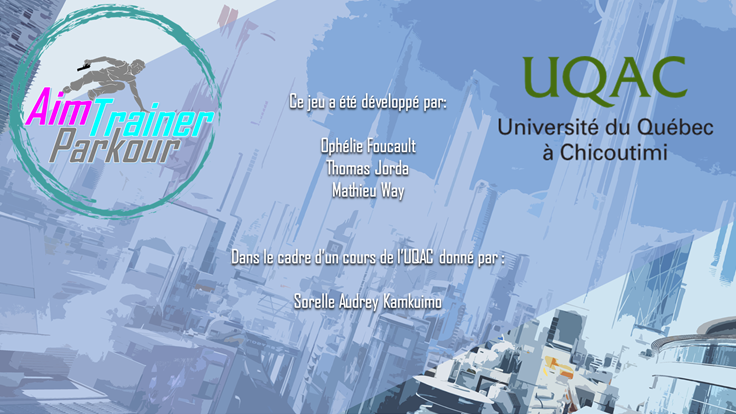 Aim
Trainer
Parkour
Ce jeu a été développé par:
Ophélie Foucault
Thomas Jorda
Mathieu Way
Dans le cadre d'un cours de l'UQAC donné par :
Sorelle Audrey Kamkuimo
UQAC
Université du Québec
à Chicoutimi